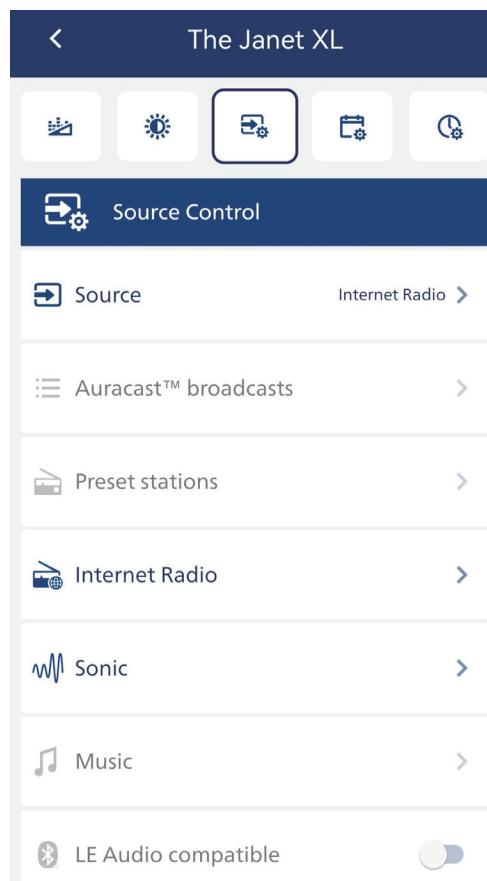 The Janet XL
Source Control
Source Internet Radio
Auracast™ broadcasts
Preset stations
Internet Radio
Sonic
Music
LE Audio compatible